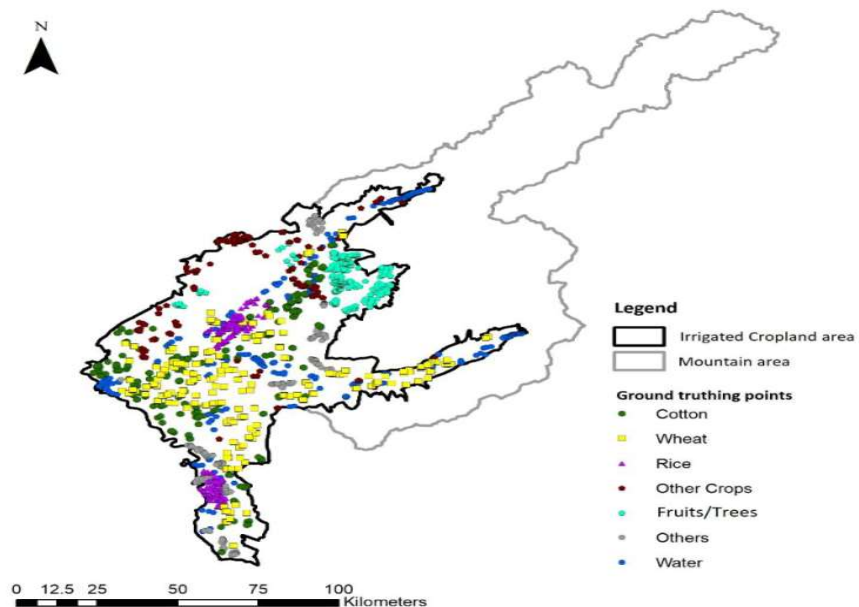 N
Legend
Irrigated Cropland area
Mountain area
Ground truthing points
Cotton
Wheat
Rice
Other Crops
Fruits/Trees
Others
Water
0 12.5 25 50 75 100
Kilometers